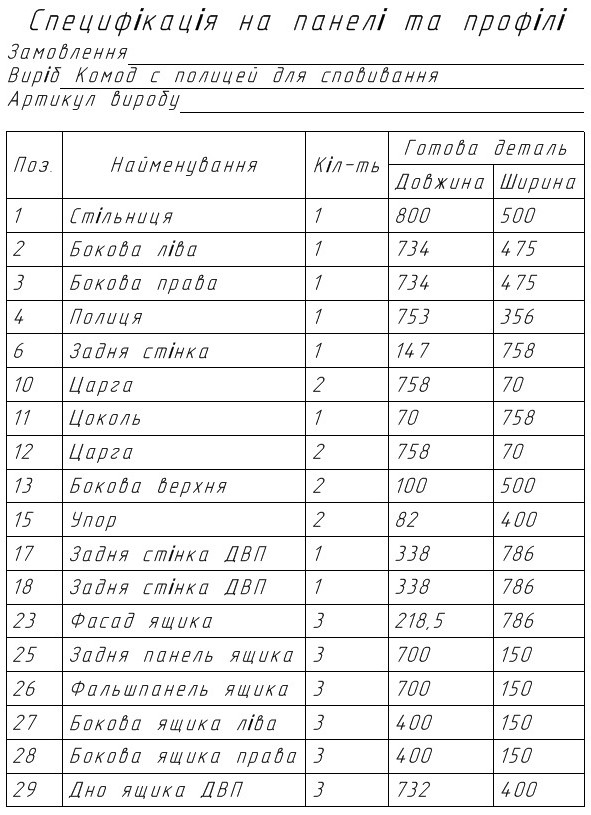 Специфікація на панелі та профілі
Замовлення
Виріб Комод с полицей для сповивання
Артикул виробу
Поз. Найменування Кіл-ть Готова деталь
Довжина Ширина
1 Стільниця 1 800 500
2 Бокова ліва 1 734 475
3 Бокова права 1 734 475
4 Полиця 1 753 356
6 Задня стінка 1 147 758
10 Царга 2 758 70
11 Цоколь 1 70 758
12 Царга 2 758 70
13 Бокова верхня 2 100 500
15 Упор 2 82 400
17 Задня стінка ДВП 1 338 786
18 Задня стінка ДВП 1 338 786
23 Фасад ящика 3 218,5 786
25 Задня панель ящика 3 700 150
26 Фальшпанель ящика 3 700 150
27 Бокова ящика ліва 3 400 150
28 Бокова ящика права 3 400 150
29 Дно ящика ДВП 3 732 400